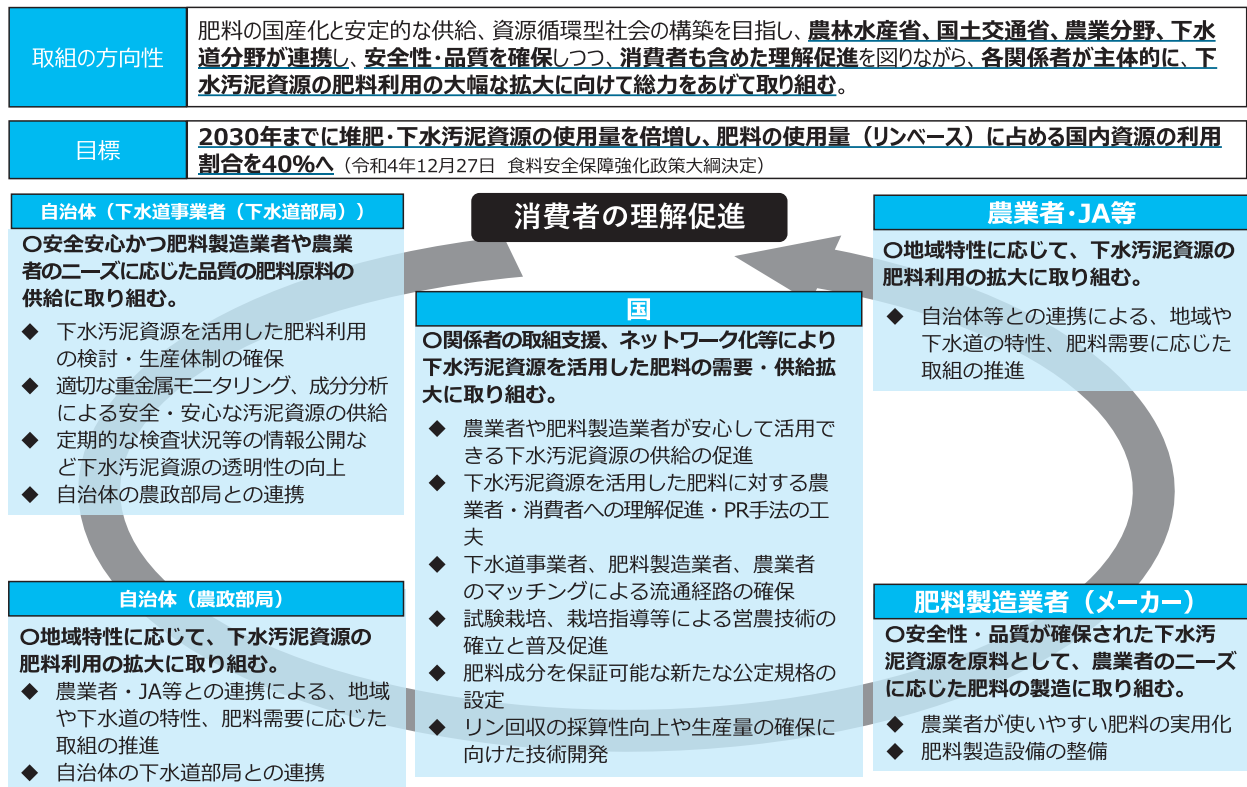 取組の方向性
肥料の国産化と安定的な供給、資源循環型社会の構築を目指し、農林水産省、国土交通省、農業分野、下水
道分野が連携し、安全性・品質を確保しつつ、消費者も含めた理解促進を図りながら、各関係者が主体的に、下
水汚泥資源の肥料利用の大幅な拡大に向けて総力をあげて取り組む。
目標
2030年までに堆肥・下水汚泥資源の使用量を倍増し、肥料の使用量（リンベース）に占める国内資源の利用
割合を40%へ（令和4年12月27日 食料安全保障強化政策大綱決定）
消費者の理解促進
自治体（下水道事業者（下水道部局））
〇安全安心かつ肥料製造業者や農業
者のニーズに応じた品質の肥料原料の
供給に取り組む。
◆ 下水汚泥資源を活用した肥料利用
の検討・生産体制の確保
◆ 適切な重金属モニタリング、成分分析
による安全・安心な汚泥資源の供給
◆ 定期的な検査状況等の情報公開な
ど下水汚泥資源の透明性の向上
◆ 自治体の農政部局との連携
自治体（農政部局）
〇地域特性に応じて、下水汚泥資源の
肥料利用の拡大に取り組む。
◆ 農業者・JA等との連携による、地域
や下水道の特性、肥料需要に応じた
取組の推進
◆ 自治体の下水道部局との連携
国
〇関係者の取組支援、ネットワーク化等により
下水汚泥資源を活用した肥料の需要・供給拡
大に取り組む。
◆ 農業者や肥料製造業者が安心して活用で
きる下水汚泥資源の供給の促進
◆ 下水汚泥資源を活用した肥料に対する農
業者・消費者への理解促進・PR手法の工
夫
◆ 下水道事業者、肥料製造業者、農業者
のマッチングによる流通経路の確保
◆ 試験栽培、栽培指導等による営農技術の
確立と普及促進
◆ 肥料成分を保証可能な新たな公定規格の
設定
◆ リン回収の採算性向上や生産量の確保に
向けた技術開発
農業者・JA等
〇地域特性に応じて、下水汚泥資源の
肥料利用の拡大に取り組む。
◆ 自治体等との連携による、地域や
下水道の特性、肥料需要に応じた
取組の推進
肥料製造業者（メーカー）
〇安全性・品質が確保された下水汚
泥資源を原料として、農業者のニーズ
に応じた肥料の製造に取り組む。
◆ 農業者が使いやすい肥料の実用化
◆ 肥料製造設備の整備